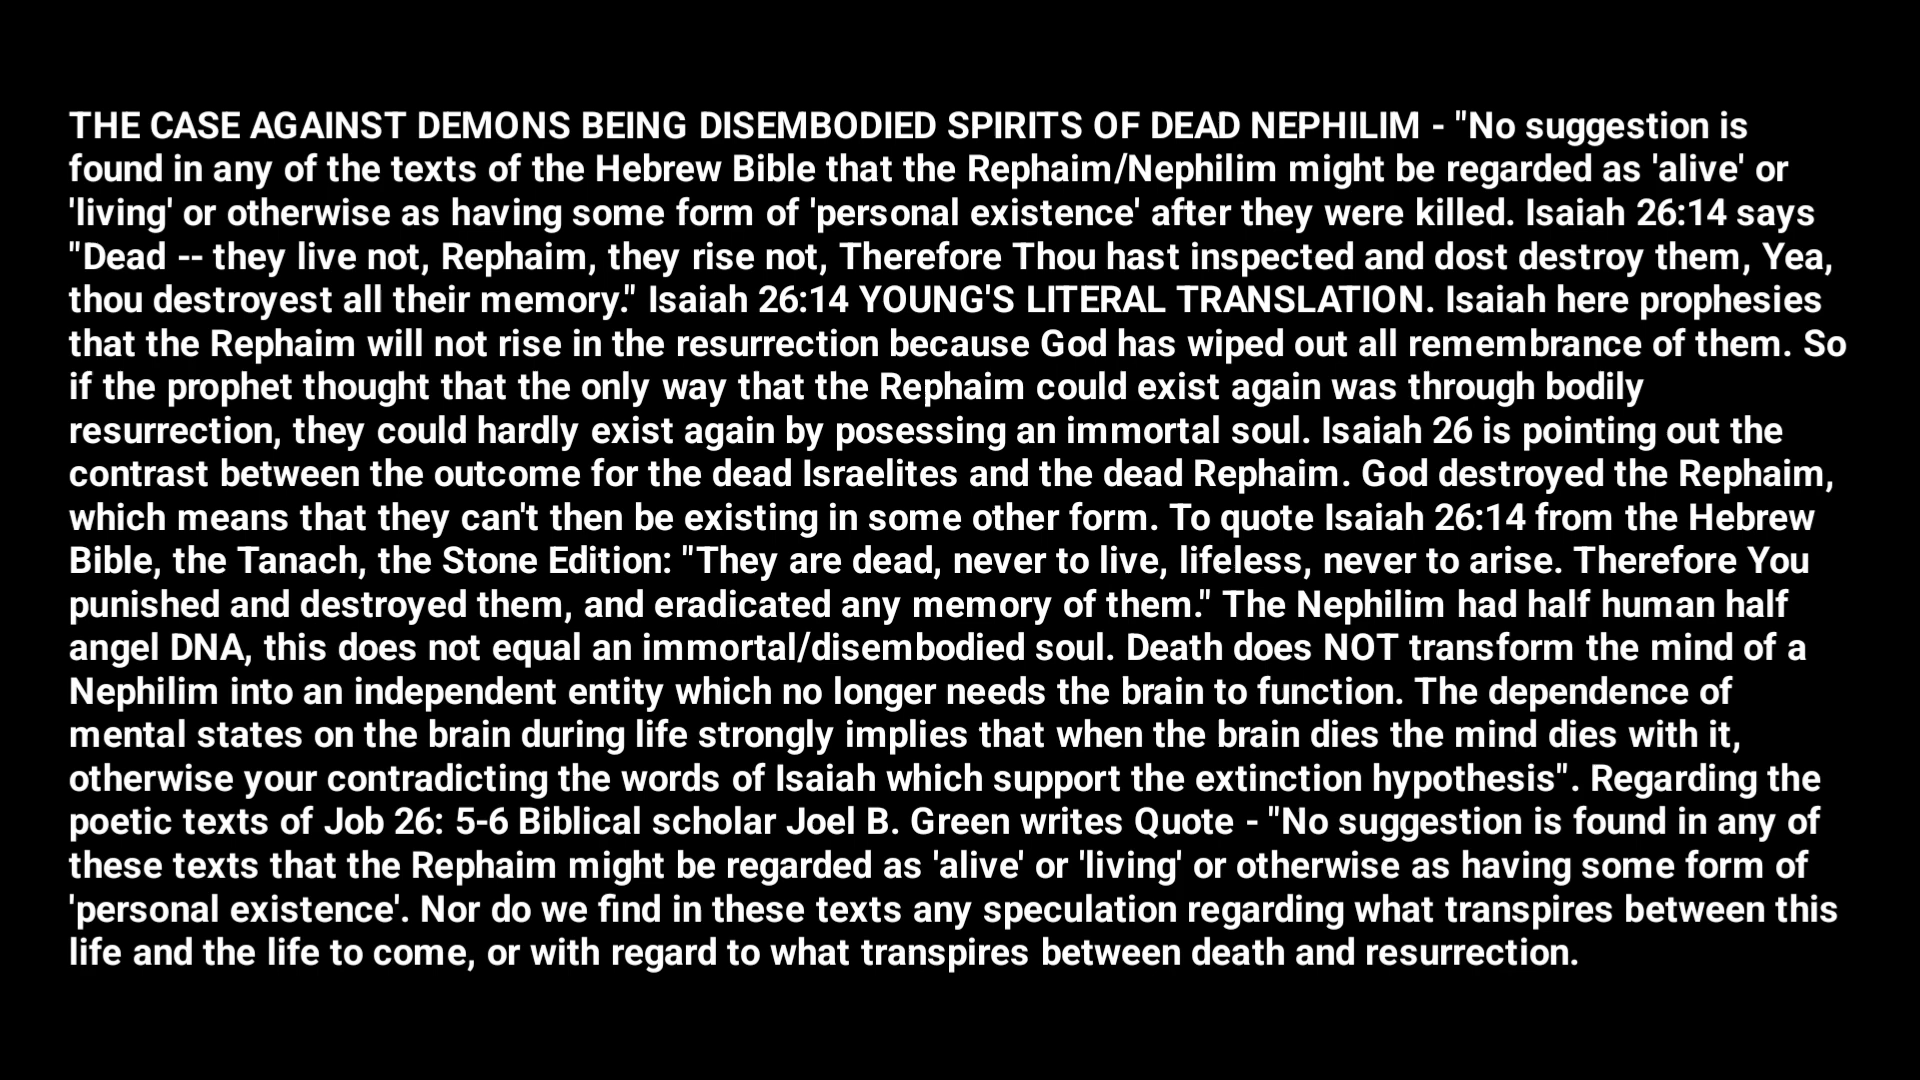 THE CASE AGAINST DEMONS BEING DISEMBODIED SPIRITS OF DEAD NEPHILIM - "No suggestion is
found in any of the texts of the Hebrew Bible that the Rephaim/Nephilim might be regarded as 'alive' or
'living' or otherwise as having some form of 'personal existence' after they were killed. Isaiah 26:14 says
"Dead -- they live not, Rephaim, they rise not, Therefore Thou hast inspected and dost destroy them, Yea,
thou destroyest all their memory." Isaiah 26:14 YOUNG'S LITERAL TRANSLATION. Isaiah here prophesies
that the Rephaim will not rise in the resurrection because God has wiped out all remembrance of them. So
if the prophet thought that the only way that the Rephaim could exist again was through bodily
resurrection, they could hardly exist again by posessing an immortal soul. Isaiah 26 is pointing out the
contrast between the outcome for the dead Israelites and the dead Rephaim. God destroyed the Rephaim,
which means that they can't then be existing in some other form. To quote Isaiah 26:14 from the Hebrew
Bible, the Tanach, the Stone Edition: "They are dead, never to live, lifeless, never to arise. Therefore You
punished and destroyed them, and eradicated any memory of them." The Nephilim had half human half
angel DNA, this does not equal an immortal/disembodied soul. Death does NOT transform the mind of a
Nephilim into an independent entity which no longer needs the brain to function. The dependence of
mental states on the brain during life strongly implies that when the brain dies the mind dies with it,
otherwise your contradicting the words of Isaiah which support the extinction hypothesis". Regarding the
poetic texts of Job 26: 5-6 Biblical scholar Joel B. Green writes Quote - "No suggestion is found in any of
these texts that the Rephaim might be regarded as 'alive' or 'living' or otherwise as having some form of
'personal existence'. Nor do we find in these texts any speculation regarding what transpires between this
life and the life to come, or with regard to what transpires between death and resurrection.